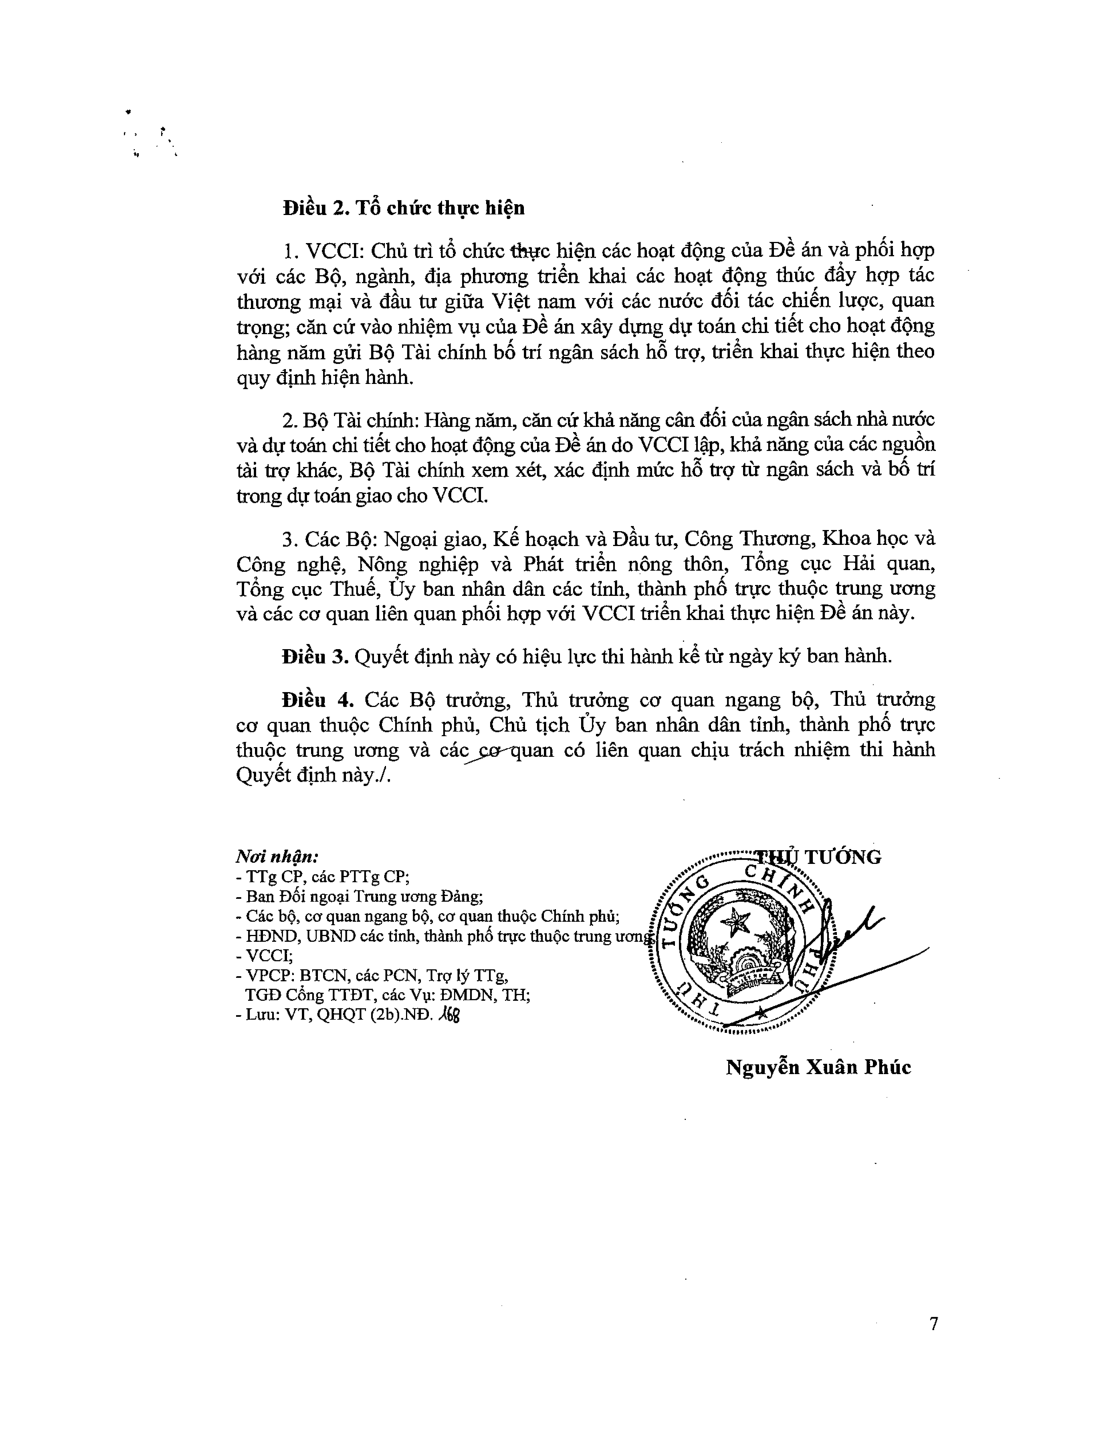 Điều 2. Tổ chức thực hiện
1. VCCI: Chủ trì tổ chức thực hiện các hoạt động của Đề án và phối hợp
với các Bộ, ngành, địa phương triển khai các hoạt động thúc đẩy hợp tác
thương mại và đầu tư giữa Việt nam với các nước đối tác chiến lược, quan
trọng; căn cứ vào nhiệm vụ của Đề án xây dựng dự toán chi tiết cho hoạt động
hàng năm gửi Bộ Tài chính bố trí ngân sách hỗ trợ, triển khai thực hiện theo
quy định hiện hành.
2. Bộ Tài chính: Hàng năm, căn cứ khả năng cân đối của ngân sách nhà nước
và dự toán chi tiết cho hoạt động của Đề án do VCCI lập, khả năng của các nguồn
tài trợ khác, Bộ Tài chính xem xét, xác định mức hỗ trợ từ ngân sách và bố trí
trong dự toán giao cho VCCI.
3. Các Bộ: Ngoại giao, Kế hoạch và Đầu tư, Công Thương, Khoa học và
Công nghệ, Nông nghiệp và Phát triển nông thôn, Tổng cục Hải quan,
Tổng cục Thuế, Ủy ban nhân dân các tỉnh, thành phố trực thuộc trung ương
và các cơ quan liên quan phối hợp với VCCI triển khai thực hiện Đề án này.
Điều 3. Quyết định này có hiệu lực thi hành kể từ ngày ký ban hành.
Điều 4. Các Bộ trưởng, Thủ trưởng cơ quan ngang bộ, Thủ trưởng
cơ quan thuộc Chính phủ, Chủ tịch Ủy ban nhân dân tỉnh, thành phố trực
thuộc trung ương và các cơ quan có liên quan chịu trách nhiệm thi hành
Quyết định này./.
Nơi nhận:
- TTg CP, các PTTg CP;
- Ban Đối ngoại Trung ương Đảng;
- Các bộ, cơ quan ngang bộ, cơ quan thuộc Chính phủ;
- HĐND, UBND các tỉnh, thành phố trực thuộc trung ương;
- VCCI;
- VPCP: BTCN, các PCN, Trợ lý TTg,
TGĐ Cổng TTĐT, các Vụ: ĐMDN, TH;
- Lưu: VT, QHQT (2b).NĐ. 168
THỦ TƯỚNG
THỦ TƯỚNG CHÍNH PHỦ
Nguyễn Xuân Phúc
7